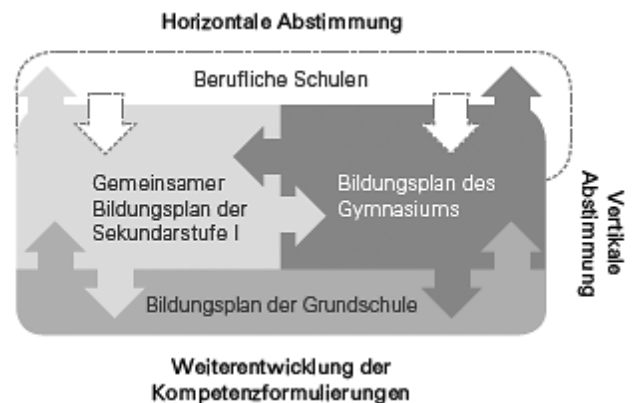 Horizontale Abstimmung
Berufliche Schulen
Gemeinsamer
Bildungsplan der
Sekundarstufe I
Bildungsplan des
Gymnasiums
Vertikale
Abstimmung
Bildungsplan der Grundschule
Weiterentwicklung der
Kompetenzformulierungen